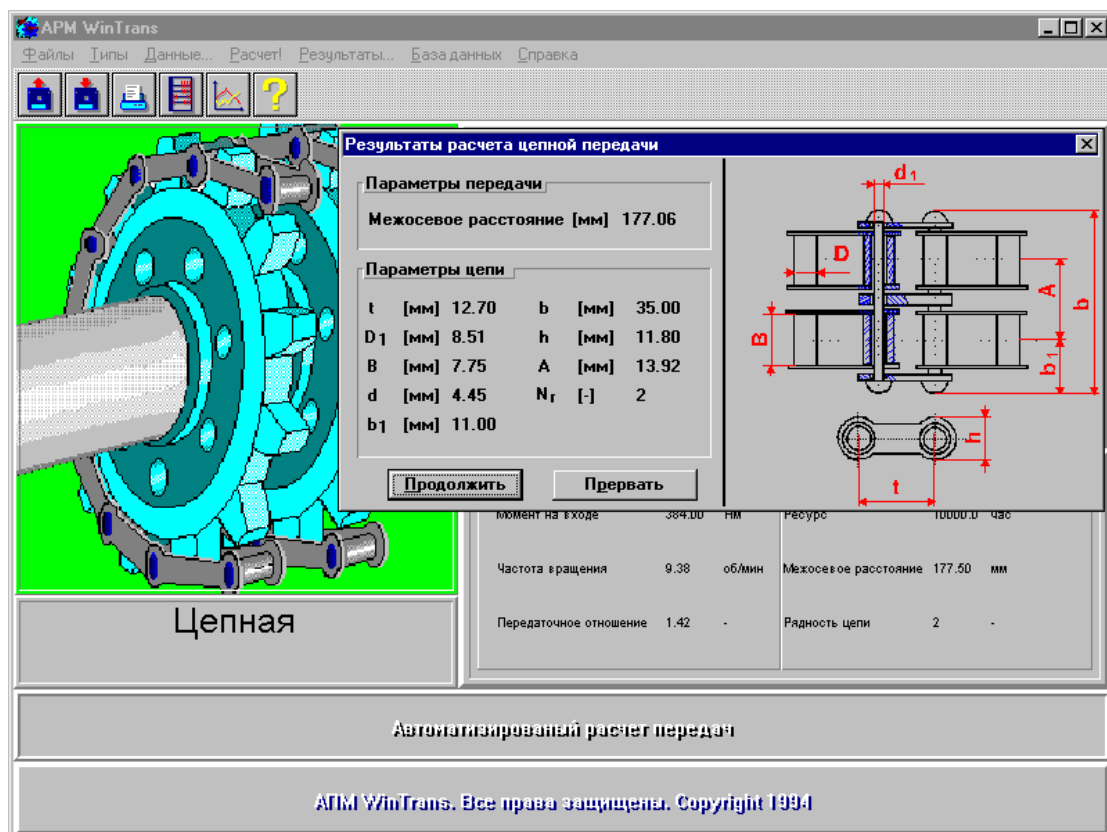 APM WinTrans
Файлы Типы Данные... Расчет! Результаты... База данных Справка
Результаты расчета цепной передачи
Параметры передачи
Межосевое расстояние [мм] 177.06
Параметры цепи
t [мм] 12.70 b [мм] 35.00
D1 [мм] 8.51 h [мм] 11.80
B [мм] 7.75 A [мм] 13.92
d [мм] 4.45 Nr [-] 2
b1 [мм] 11.00
Продолжить Прервать
d1
D
A
b
B
b1
h
t
Момент на входе 384.00 Нм Ресурс 10000.0 час
Частота вращения 9.38 об/мин Межосевое расстояние 177.50 мм
Передаточное отношение 1.42 - Рядность цепи 2 -
Цепная
Автоматизированый расчет передач
АПМ WinTrans. Все права защищены. Copyright 1994